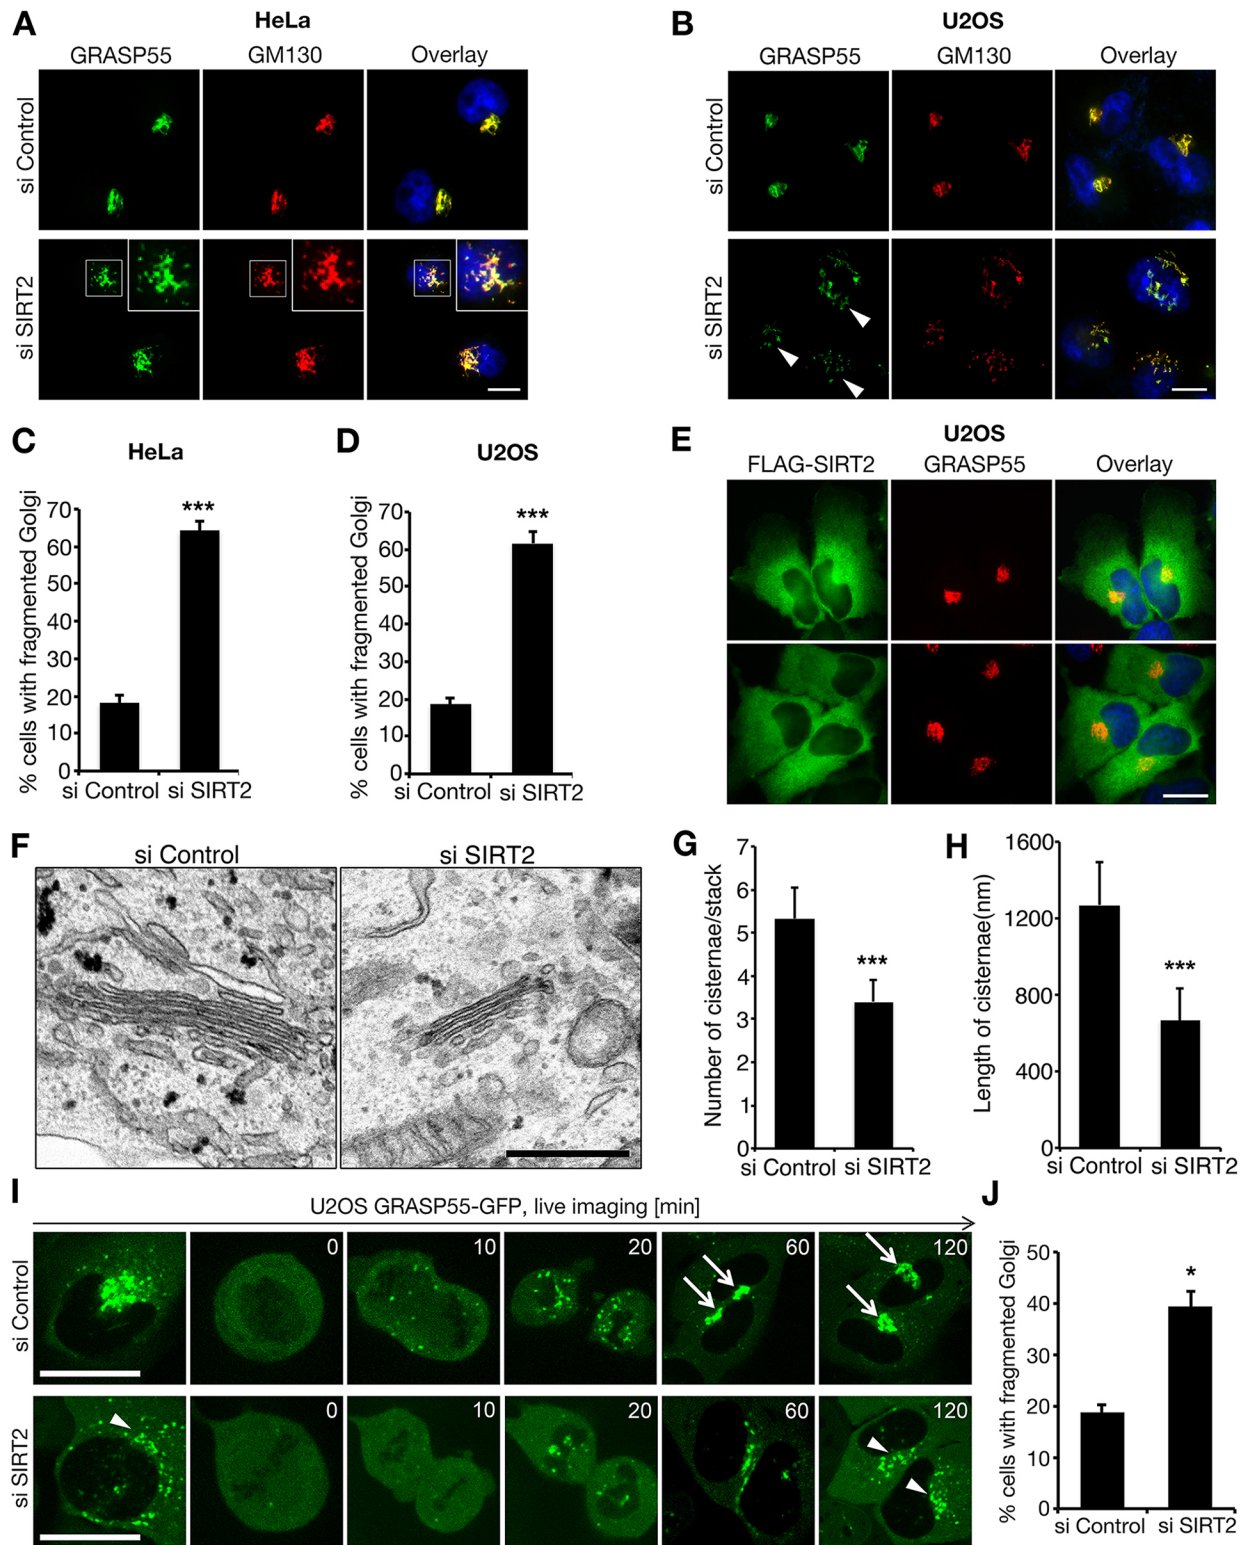 A
HeLa
GRASP55 GM130 Overlay
si Control
si SIRT2
B
U2OS
GRASP55 GM130 Overlay
si Control
si SIRT2
C
HeLa
% cells with fragmented Golgi
70
60
50
40
30
20
10
0
***
si Control si SIRT2
D
U2OS
% cells with fragmented Golgi
70
60
50
40
30
20
10
0
***
si Control si SIRT2
E
U2OS
FLAG-SIRT2 GRASP55 Overlay
F
si Control si SIRT2
G
Number of cisternae/stack
7
6
5
4
3
2
1
0
***
si Control si SIRT2
H
Length of cisternae(nm)
1600
1200
800
400
0
***
si Control si SIRT2
I
U2OS GRASP55-GFP, live imaging [min]
si Control
0 10 20 60 120
si SIRT2
0 10 20 60 120
J
% cells with fragmented Golgi
50
40
30
20
10
0
*
si Control si SIRT2